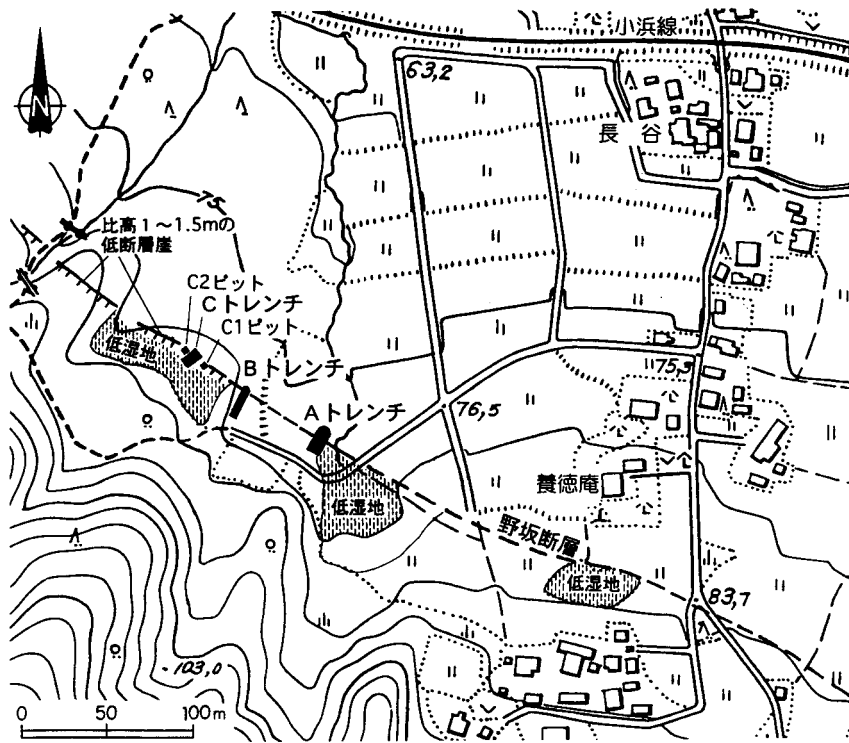 小浜線
63,2
N
長谷
75
比高1～1.5mの
低断層崖
C2ピット
Cトレンチ
C1ピット
低湿地
Bトレンチ
Aトレンチ
75,3
76,5
養徳庵
低湿地
野坂断層
低湿地
83,7
103,0
0 50 100m